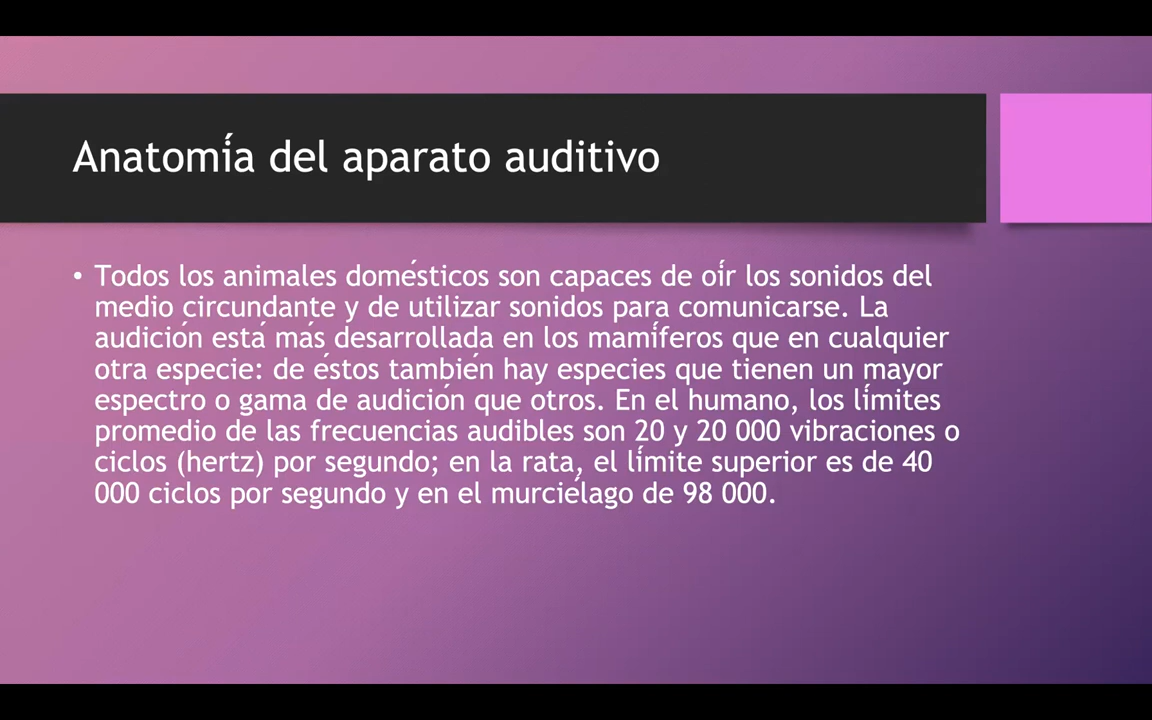 Anatomía del aparato auditivo
• Todos los animales domésticos son capaces de oír los sonidos del
medio circundante y de utilizar sonidos para comunicarse. La
audición está más desarrollada en los mamíferos que en cualquier
otra especie: de éstos también hay especies que tienen un mayor
espectro o gama de audición que otros. En el humano, los límites
promedio de las frecuencias audibles son 20 y 20 000 vibraciones o
ciclos (hertz) por segundo; en la rata, el límite superior es de 40
000 ciclos por segundo y en el murciélago de 98 000.